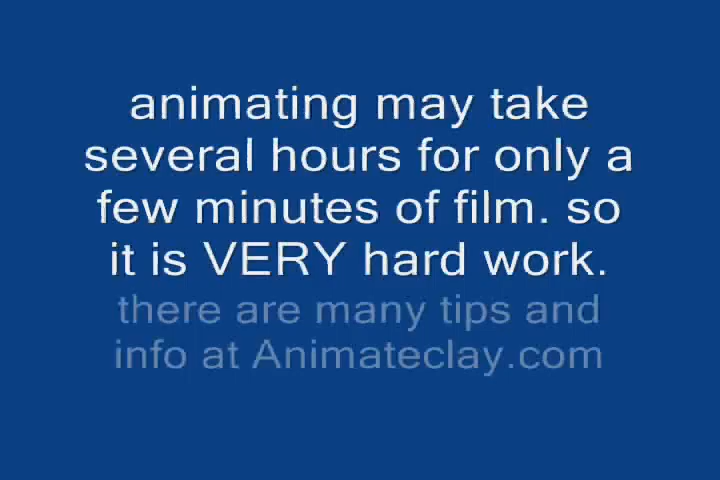 animating may take
several hours for only a
few minutes of film. so
it is VERY hard work.
there are many tips and
info at Animateclay.com